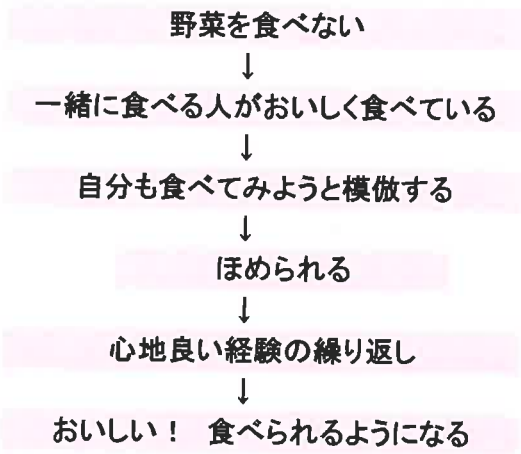 野菜を食べない
↓
一緒に食べる人がおいしく食べている
↓
自分も食べてみようと模倣する
↓
ほめられる
↓
心地良い経験の繰り返し
↓
おいしい！ 食べられるようになる